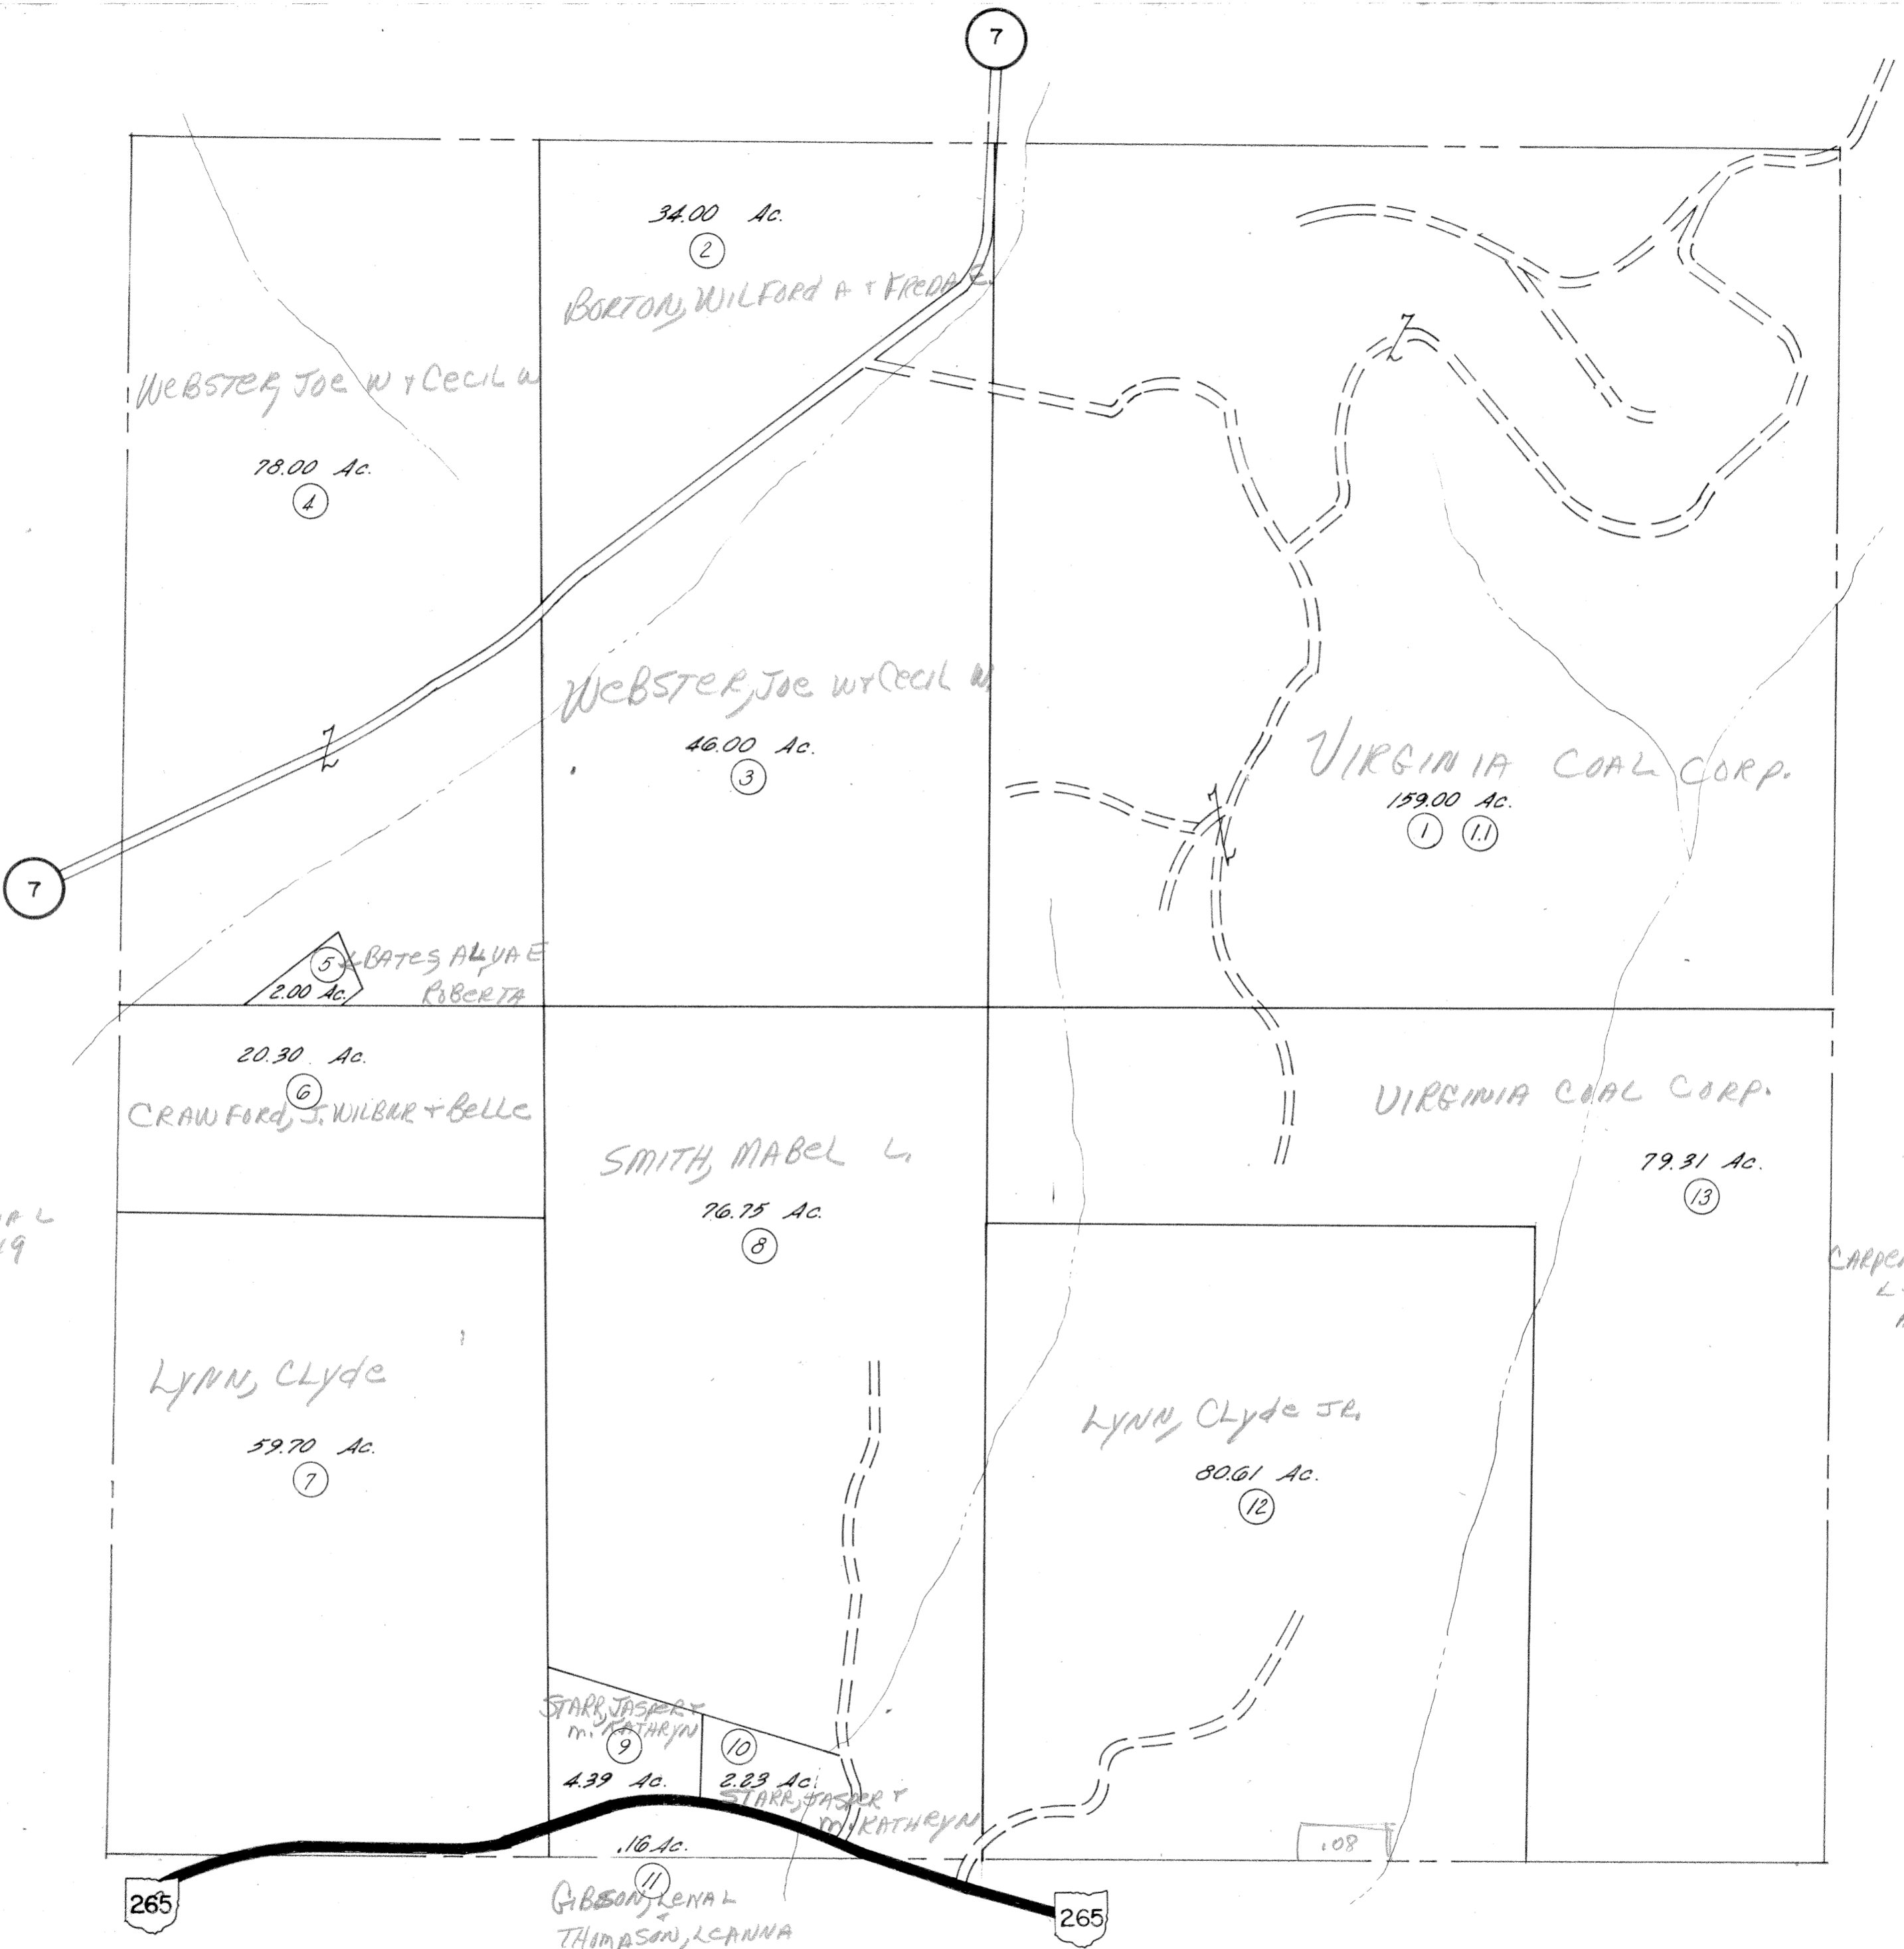 7
34.00 Ac.
2
BORTON, WILFORD A + FREDA E.
WEBSTER, JOE W + CECIL W
78.00 Ac.
4
7
WEBSTER, JOE W + CECIL W.
46.00 Ac.
3
VIRGINIA COAL CORP.
159.00 Ac.
1 1.1
7
5 BATES, ALVA E
2.00 Ac. ROBERTA
20.30 Ac.
6
CRAWFORD, J. WILBUR + BELLE
VIRGINIA COAL CORP.
79.31 Ac.
13
SMITH, MABEL L.
76.75 Ac.
8
A L
19
CARPEN
LYNN, CLYDE
59.70 Ac.
7
LYNN, CLYDE JR.
80.61 Ac.
12
STARR, JASPER +
M. KATHRYN
9
4.39 Ac.
10
2.23 Ac.
STARR, JASPER +
M. KATHRYN
.16 Ac.
11
GIBSON, LENA L
+
THOMASON, LEANNA
.08
265
265